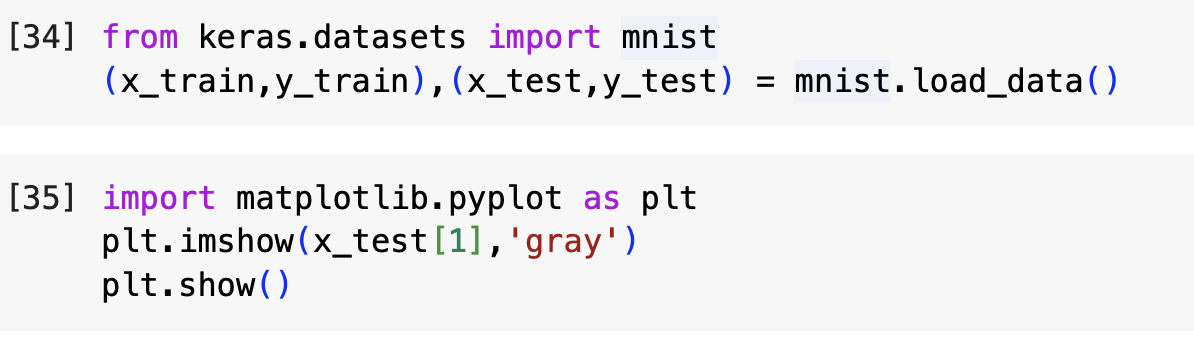 [34] from keras.datasets import mnist
(x_train,y_train),(x_test,y_test) = mnist.load_data()
[35] import matplotlib.pyplot as plt
plt.imshow(x_test[1],'gray')
plt.show()